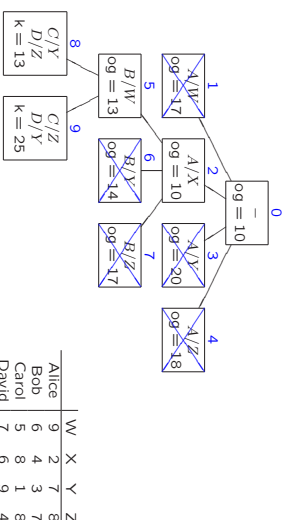 0
–
og = 10
1 2 3 4
A/W A/X A/Y A/Z
og = 17 og = 10 og = 20 og = 18
5 6 7
B/W B/Y B/Z
og = 13 og = 14 og = 17
8 9
C/Y C/Z
D/Z D/Y
k = 13 k = 25
W X Y Z
Alice 9 2 7 8
Bob 6 4 3 7
Carol 5 8 1 8
David 7 6 9 4